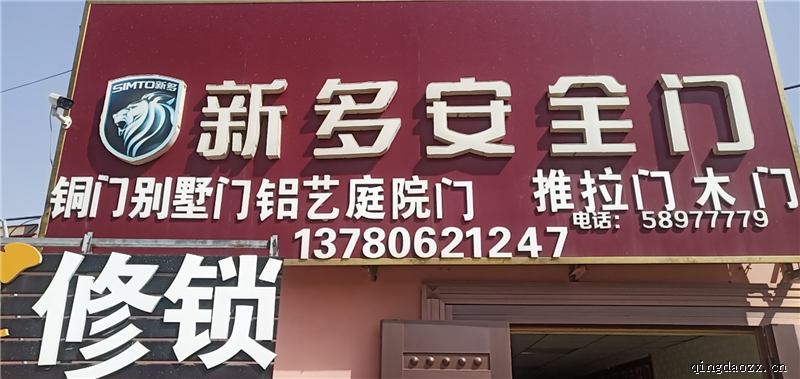 SIMTO新多
新多安全门
铜门别墅门铝艺庭院门 推拉门木门
电话：58977779
13780621247
修锁
qingdaozx.cn